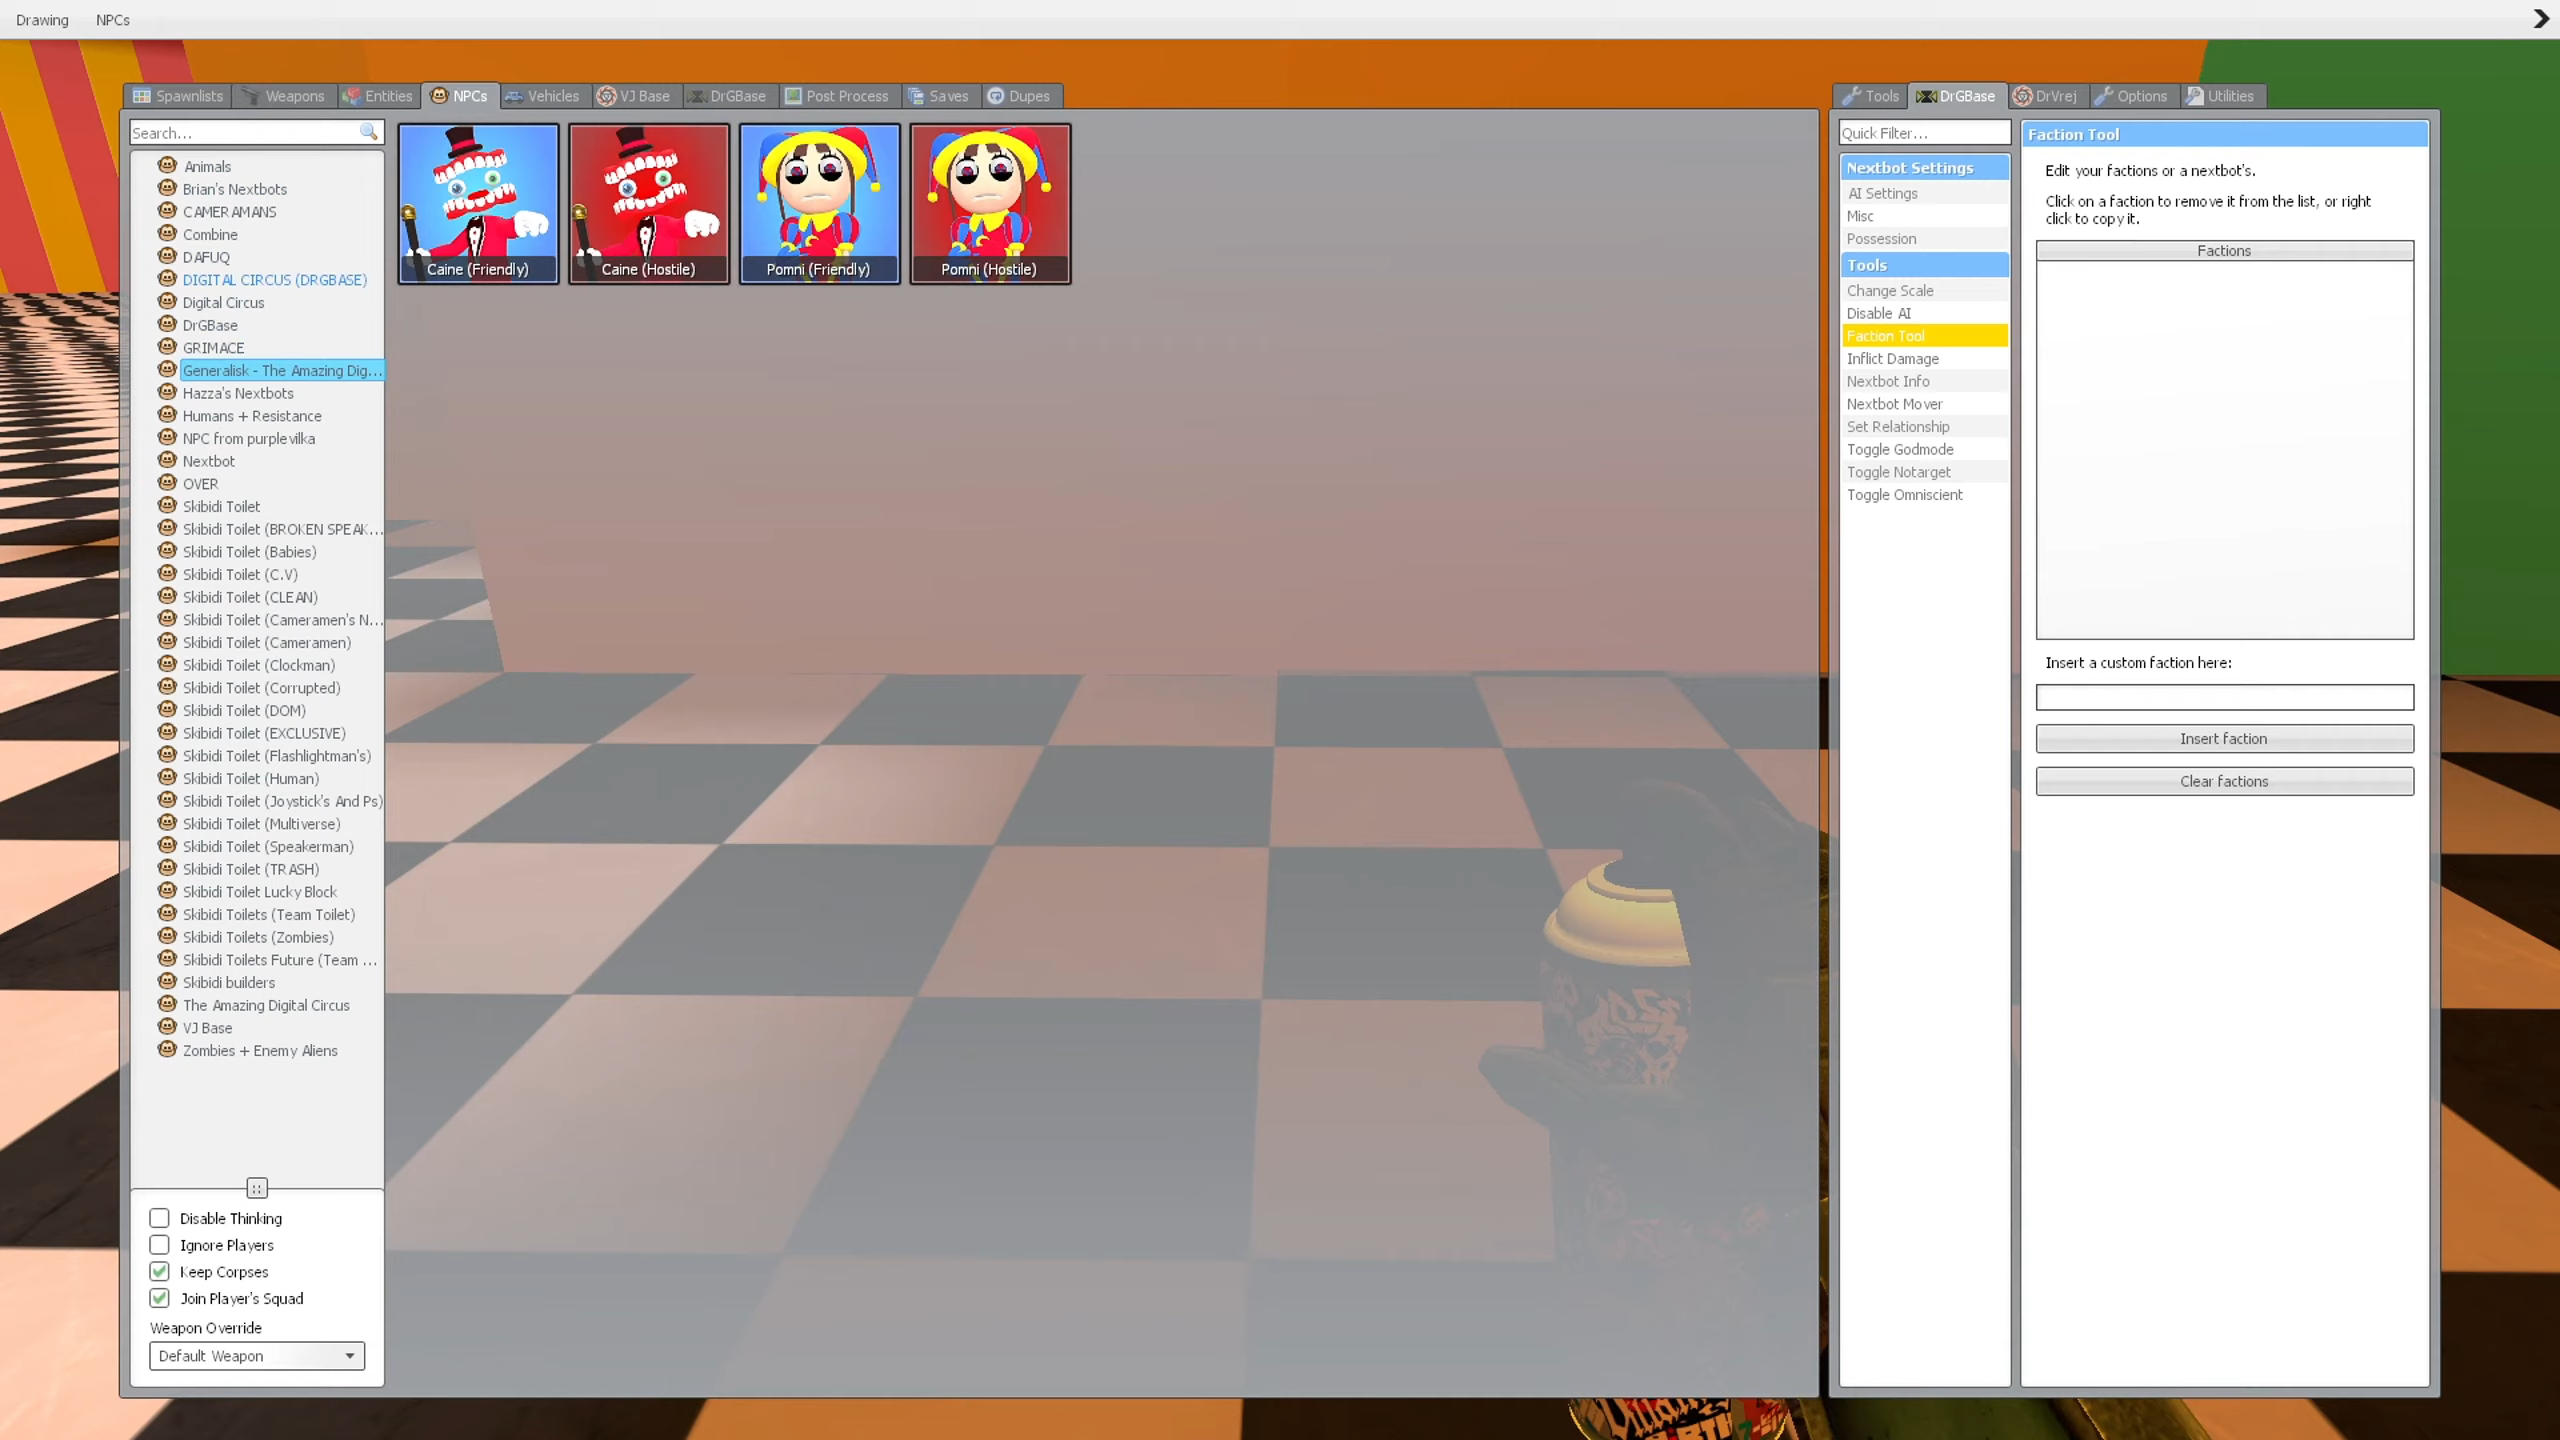 Drawing NPCs
Spawnlists Weapons Entities NPCs Vehicles VJ Base DrGBase Post Process Saves Dupes
Search...
Animals
Brian's Nextbots
CAMERAMANS
Combine
DAFUQ
DIGITAL CIRCUS (DRGBASE)
Digital Circus
DrGBase
GRIMACE
Generalisk - The Amazing Dig...
Hazza's Nextbots
Humans + Resistance
NPC from purplevilka
Nextbot
OVER
Skibidi Toilet
Skibidi Toilet (BROKEN SPEAK...
Skibidi Toilet (Babies)
Skibidi Toilet (C.V)
Skibidi Toilet (CLEAN)
Skibidi Toilet (Cameramen's N...
Skibidi Toilet (Cameramen)
Skibidi Toilet (Clockman)
Skibidi Toilet (Corrupted)
Skibidi Toilet (DOM)
Skibidi Toilet (EXCLUSIVE)
Skibidi Toilet (Flashlightman's)
Skibidi Toilet (Human)
Skibidi Toilet (Joystick's And Ps)
Skibidi Toilet (Multiverse)
Skibidi Toilet (Speakerman)
Skibidi Toilet (TRASH)
Skibidi Toilet Lucky Block
Skibidi Toilets (Team Toilet)
Skibidi Toilets (Zombies)
Skibidi Toilets Future (Team ...
Skibidi builders
The Amazing Digital Circus
VJ Base
Zombies + Enemy Aliens
Disable Thinking
Ignore Players
Keep Corpses
Join Player's Squad
Weapon Override
Default Weapon
Caine (Friendly) Caine (Hostile) Pomni (Friendly) Pomni (Hostile)
Tools DrGBase DrVrej Options Utilities
Quick Filter...
Nextbot Settings
AI Settings
Misc
Possession
Tools
Change Scale
Disable AI
Faction Tool
Inflict Damage
Nextbot Info
Nextbot Mover
Set Relationship
Toggle Godmode
Toggle Notarget
Toggle Omniscient
Faction Tool
Edit your factions or a nextbot's.
Click on a faction to remove it from the list, or right
click to copy it.
Factions
Insert a custom faction here:
Insert faction
Clear factions